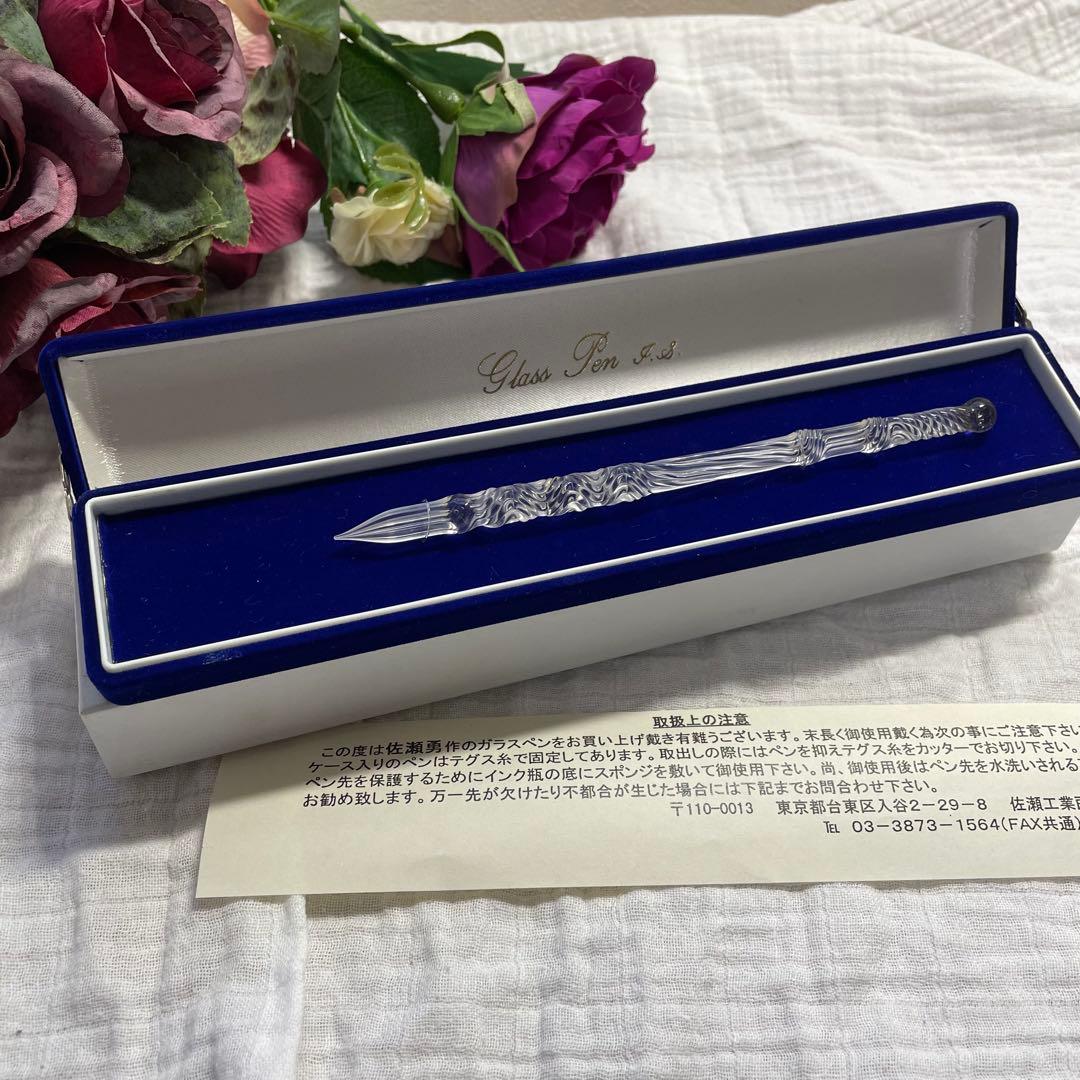 Glass Pen I.S.
取扱上の注意
この度は佐瀬勇作のガラスペンをお買い上げ戴き有難うございます。末長く御使用戴く為次の事にご注意下さい
ケース入りのペンはテグス糸で固定してあります。取出しの際にはペンを抑えテグス糸をカッターでお切り下さい。
ペン先を保護するためにインク瓶の底にスポンジを敷いて御使用下さい。尚、御使用後はペン先を水洗いされる
お勧め致します。万一先が欠けたり不都合が生じた場合には下記までお問合わせ下さい。
〒110-0013 東京都台東区入谷2-29-8 佐瀬工業所
℡ 03-3873-1564(FAX共通)